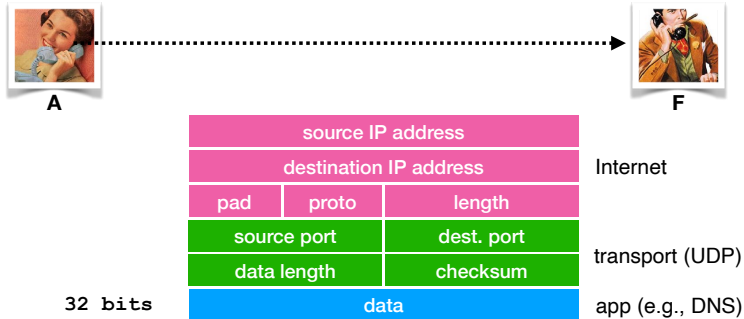 A
F
source IP address
destination IP address
Internet
pad proto length
source port dest. port
transport (UDP)
data length checksum
32 bits data app (e.g., DNS)